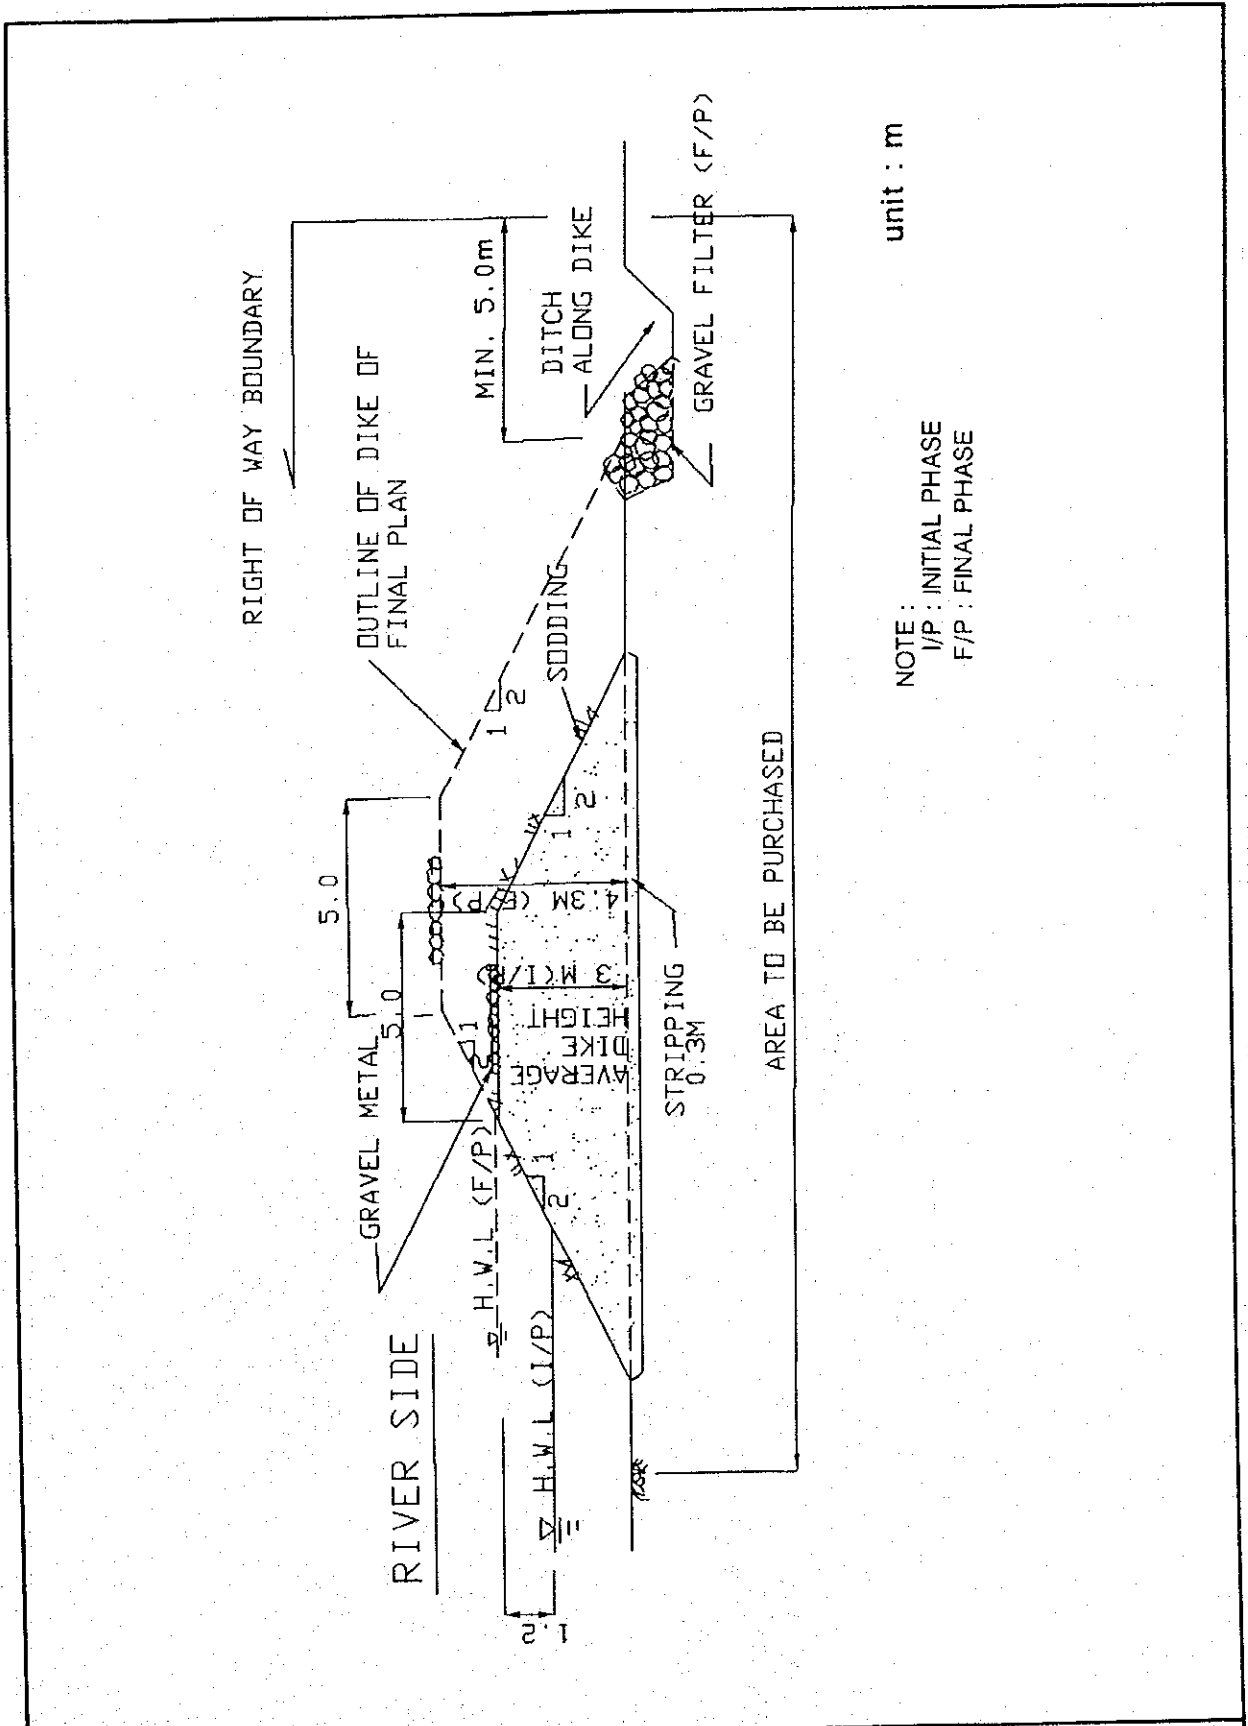 RIGHT OF WAY BOUNDARY
OUTLINE OF DIKE OF
FINAL PLAN
MIN. 5.0m
DITCH
ALONG DIKE
GRAVEL FILTER (F/P)
SODDING
1
2
5.0
5.0
GRAVEL METAL
1
2
4.3M (F/P)
3 M(I/P)
AVERAGE
DIKE
HEIGHT
1
2
1
2
RIVER SIDE
H.W.L (F/P)
H.W.L (I/P)
1.2
STRIPPING
0.3M
AREA TO BE PURCHASED
unit : m
NOTE :
I/P : INITIAL PHASE
F/P : FINAL PHASE